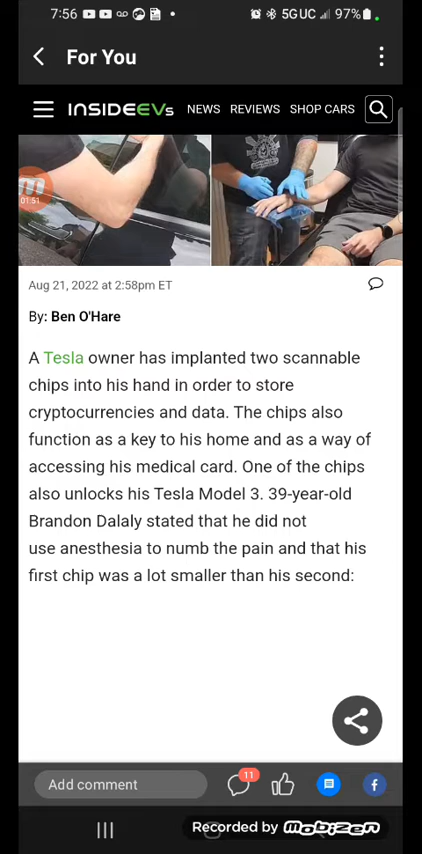 7:56
5GUC 97%
For You
INSIDEEVs NEWS REVIEWS SHOP CARS
01:51
Aug 21, 2022 at 2:58pm ET
By: Ben O'Hare
A Tesla owner has implanted two scannable
chips into his hand in order to store
cryptocurrencies and data. The chips also
function as a key to his home and as a way of
accessing his medical card. One of the chips
also unlocks his Tesla Model 3. 39-year-old
Brandon Dalaly stated that he did not
use anesthesia to numb the pain and that his
first chip was a lot smaller than his second:
Add comment
11
Recorded by mobizen